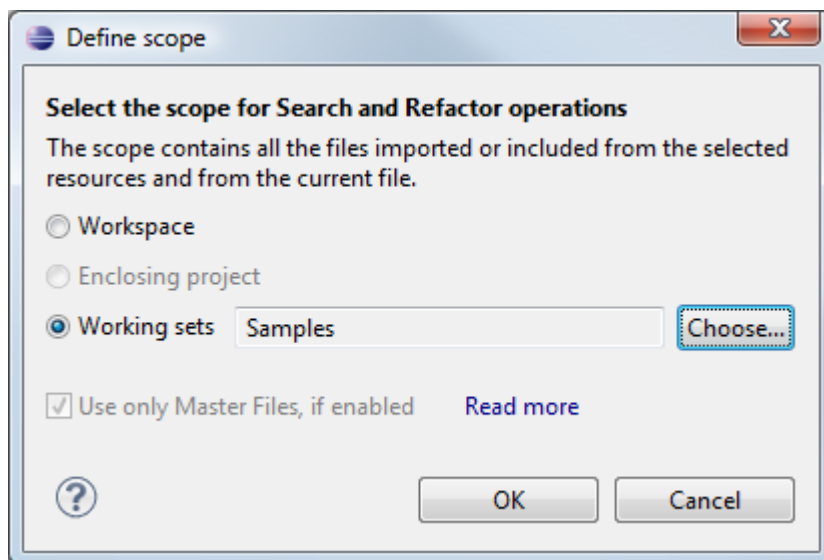 Define scope
Select the scope for Search and Refactor operations
The scope contains all the files imported or included from the selected
resources and from the current file.
Workspace
Enclosing project
Working sets Samples Choose...
Use only Master Files, if enabled Read more
? OK Cancel